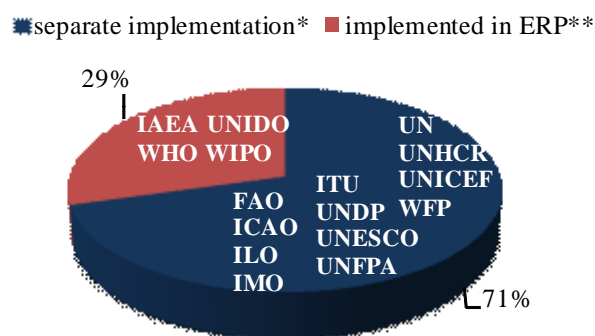 separate implementation* implemented in ERP**
29%
IAEA UNIDO
WHO WIPO
FAO
ICAO
ILO
IMO
ITU
UNDP
UNESCO
UNFPA
UN
UNHCR
UNICEF
WFP
71%